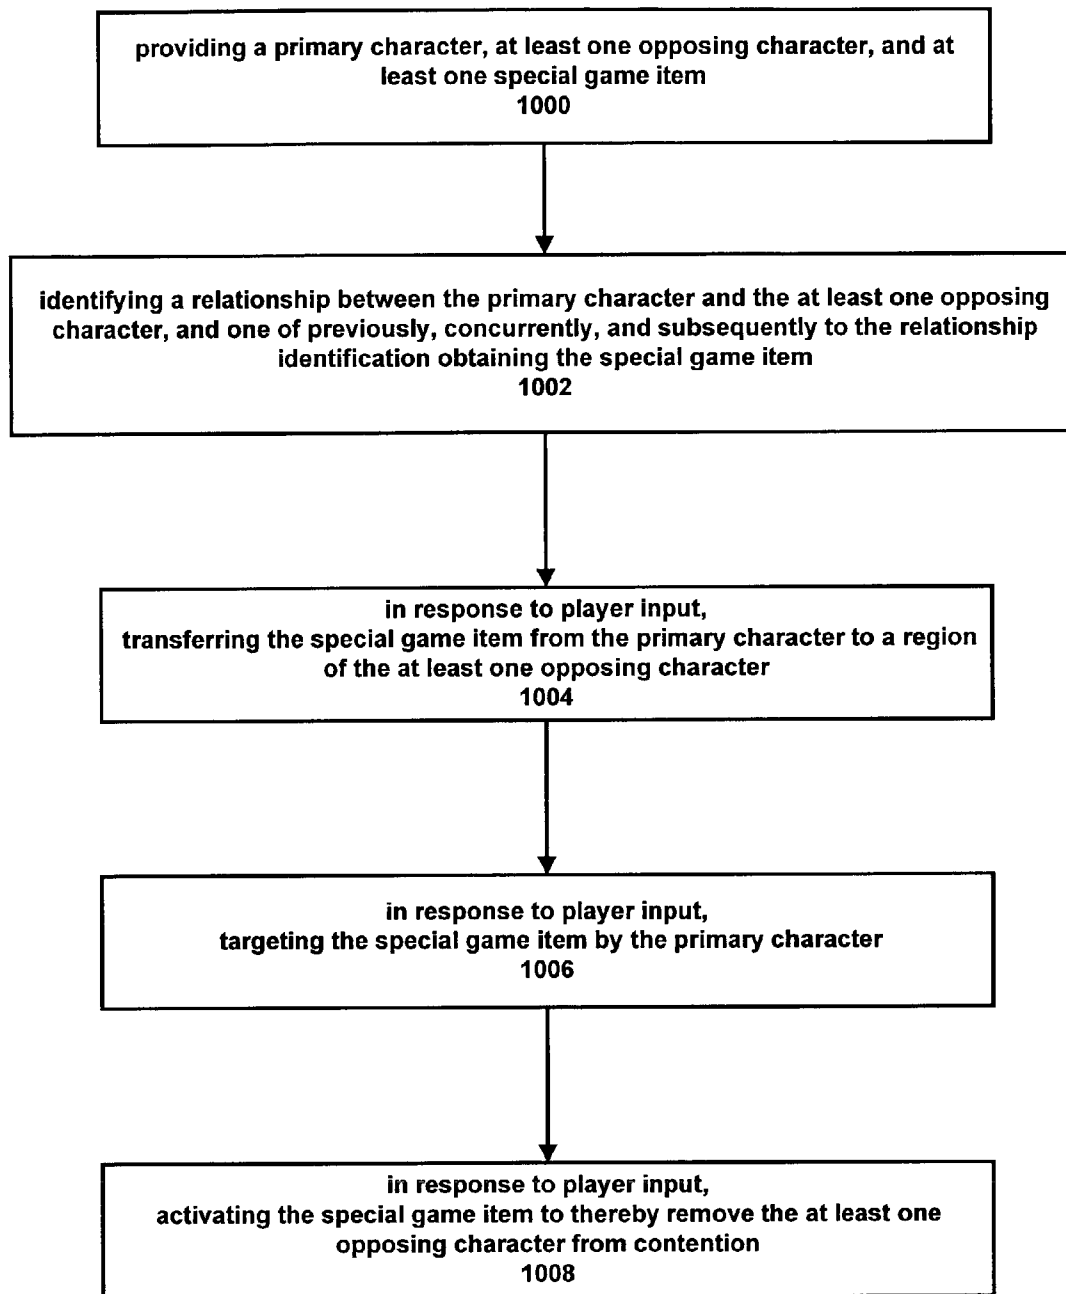 providing a primary character, at least one opposing character, and at
least one special game item
1000
identifying a relationship between the primary character and the at least one opposing
character, and one of previously, concurrently, and subsequently to the relationship
identification obtaining the special game item
1002
in response to player input,
transferring the special game item from the primary character to a region
of the at least one opposing character
1004
in response to player input,
targeting the special game item by the primary character
1006
in response to player input,
activating the special game item to thereby remove the at least one
opposing character from contention
1008